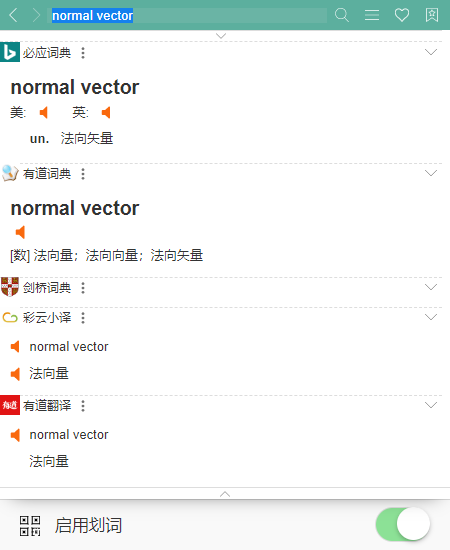 normal vector
必应词典
normal vector
美: 英:
un. 法向矢量
有道词典
normal vector
[数] 法向量；法向向量；法向矢量
剑桥词典
彩云小译
normal vector
法向量
有道 有道翻译
normal vector
法向量
启用划词